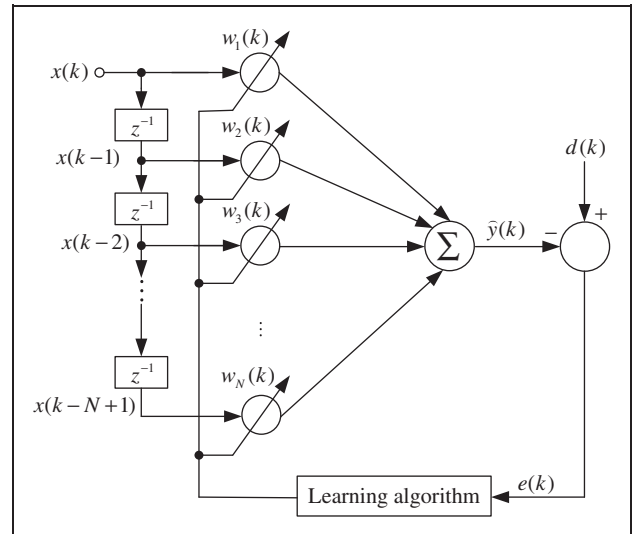 w₁(k)
x(k)
z⁻¹
w₂(k)
x(k−1)
d(k)
z⁻¹
w₃(k)
+
x(k−2)
Σ
ŷ(k)
−
⋮
⋮
z⁻¹
w_N(k)
x(k−N+1)
Learning algorithm
e(k)